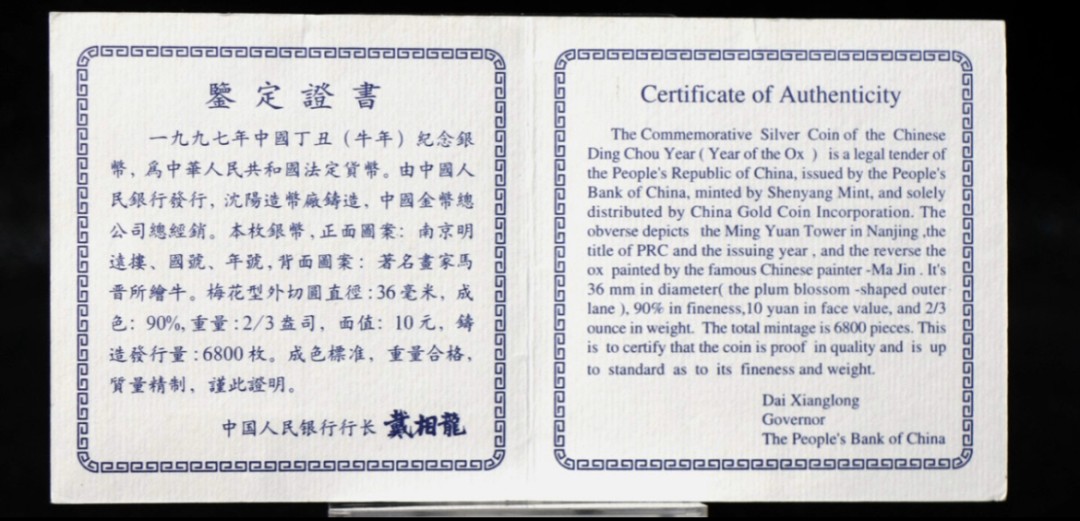 鑒定證書
一九九七年中國丁丑（牛年）紀念銀
幣，爲中華人民共和國法定貨幣。由中國人
民銀行發行，沈陽造幣廠鑄造，中國金幣總
公司總經銷。本枚銀幣，正面圖案：南京明
遠樓、國號、年號，背面圖案：著名畫家馬
晋所繪牛。梅花型外切圓直徑：36毫米，成
色：90%，重量：2/3盎司，面值：10元，鑄
造發行量：6800枚。成色標准，重量合格，
質量精制，謹此證明。
中国人民银行行长 戴相龍
Certificate of Authenticity
The Commemorative Silver Coin of the Chinese
Ding Chou Year ( Year of the Ox ) is a legal tender of
the People's Republic of China, issued by the People's
Bank of China, minted by Shenyang Mint, and solely
distributed by China Gold Coin Incorporation. The
obverse depicts the Ming Yuan Tower in Nanjing ,the
title of PRC and the issuing year , and the reverse the
ox painted by the famous Chinese painter -Ma Jin . It's
36 mm in diameter( the plum blossom -shaped outer
lane ), 90% in fineness,10 yuan in face value, and 2/3
ounce in weight. The total mintage is 6800 pieces. This
is to certify that the coin is proof in quality and is up
to standard as to its fineness and weight.
Dai Xianglong
Governor
The People's Bank of China